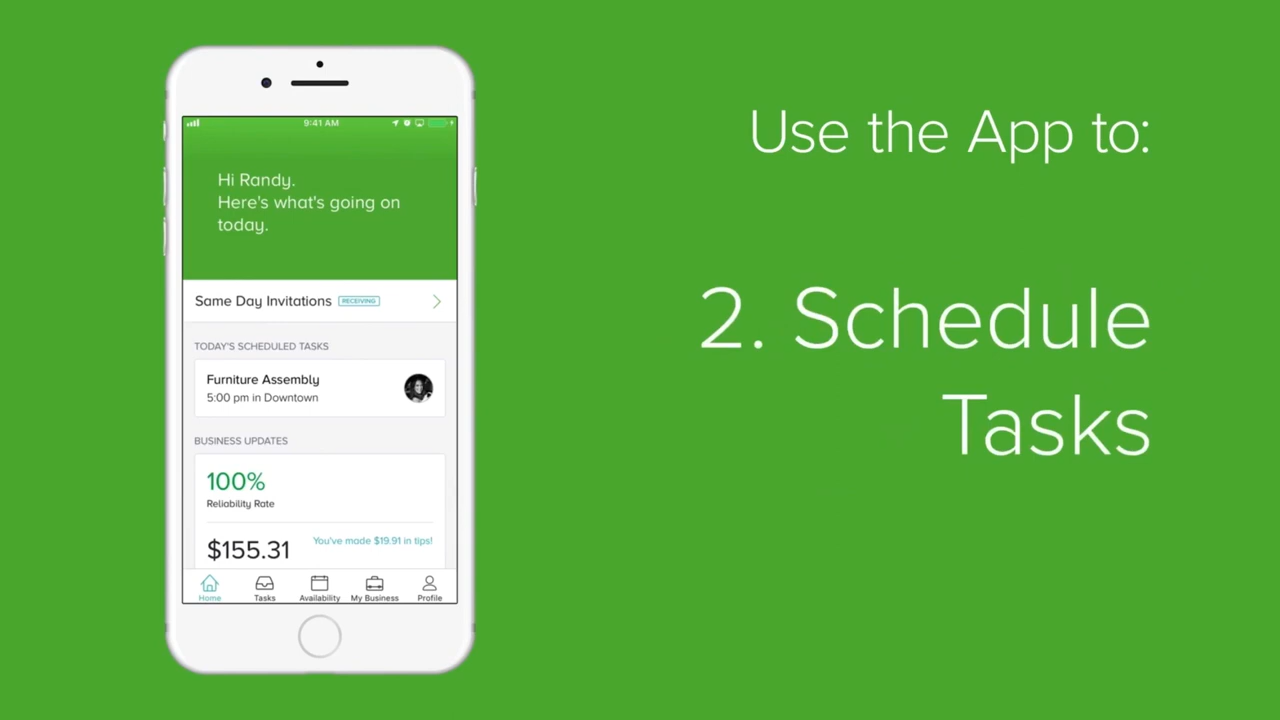 9:41 AM
Hi Randy.
Here's what's going on
today.
Same Day Invitations RECEIVING
TODAY'S SCHEDULED TASKS
Furniture Assembly
5:00 pm in Downtown
BUSINESS UPDATES
100%
Reliability Rate
$155.31 You've made $19.91 in tips!
Home Tasks Availability My Business Profile
Use the App to:
2. Schedule
Tasks